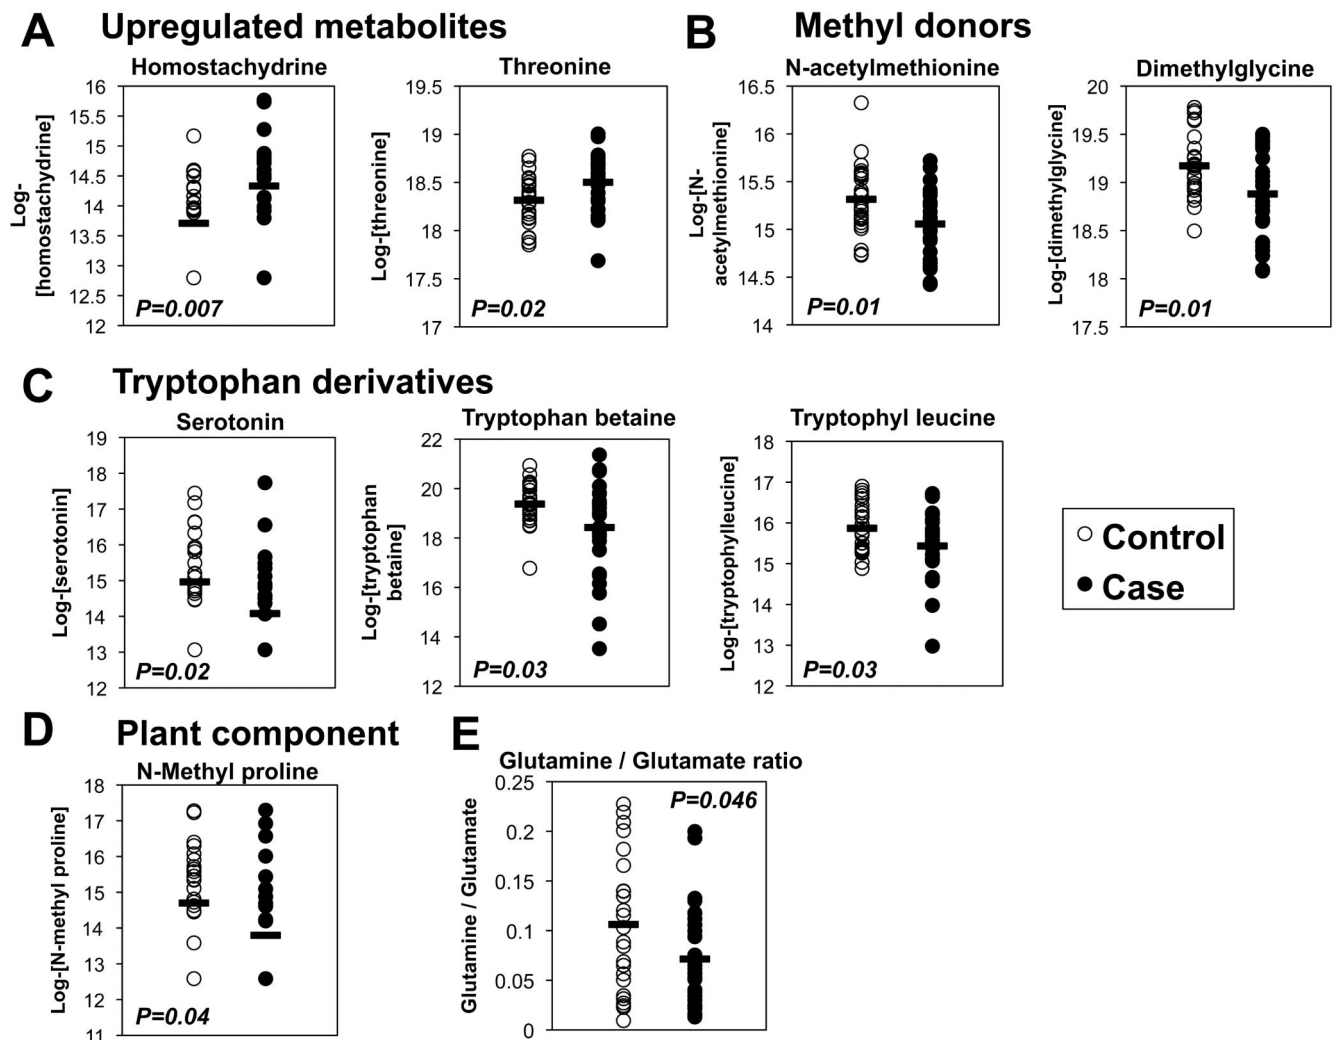 A Upregulated metabolites
Homostachydrine
Log-
[homostachydrine]
16
15.5
15
14.5
14
13.5
13
12.5
12
P=0.007
Threonine
Log-[threonine]
19.5
19
18.5
18
17.5
17
P=0.02
B Methyl donors
N-acetylmethionine
Log-[N-
acetylmethionine]
16.5
16
15.5
15
14.5
14
P=0.01
Dimethylglycine
Log-[dimethylglycine]
20
19.5
19
18.5
18
17.5
P=0.01
C Tryptophan derivatives
Serotonin
Log-[serotonin]
19
18
17
16
15
14
13
12
P=0.02
Tryptophan betaine
Log-[tryptophan
betaine]
22
20
18
16
14
12
P=0.03
Tryptophyl leucine
Log-[tryptophylleucine]
18
17
16
15
14
13
12
P=0.03
Control
Case
D Plant component
N-Methyl proline
Log-[N-methyl proline]
18
17
16
15
14
13
12
11
P=0.04
E
Glutamine / Glutamate ratio
Glutamine / Glutamate
0.25
0.2
0.15
0.1
0.05
0
P=0.046